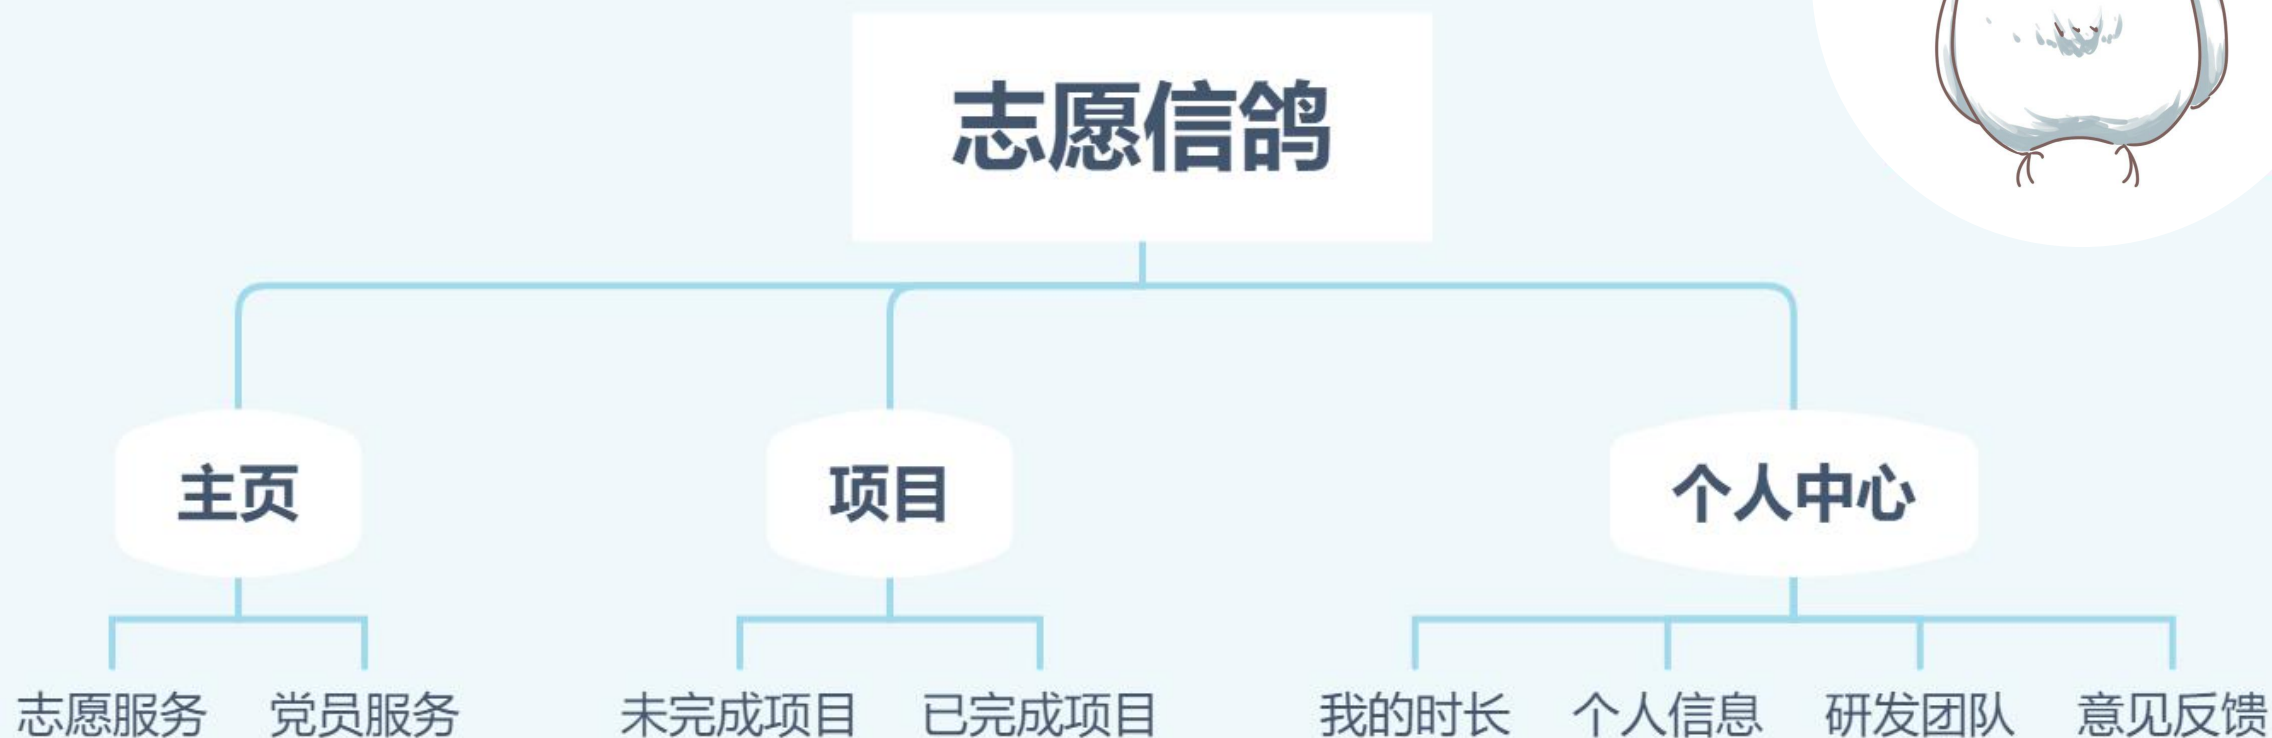 志愿信鸽
主页 项目 个人中心
志愿服务 党员服务 未完成项目 已完成项目 我的时长 个人信息 研发团队 意见反馈